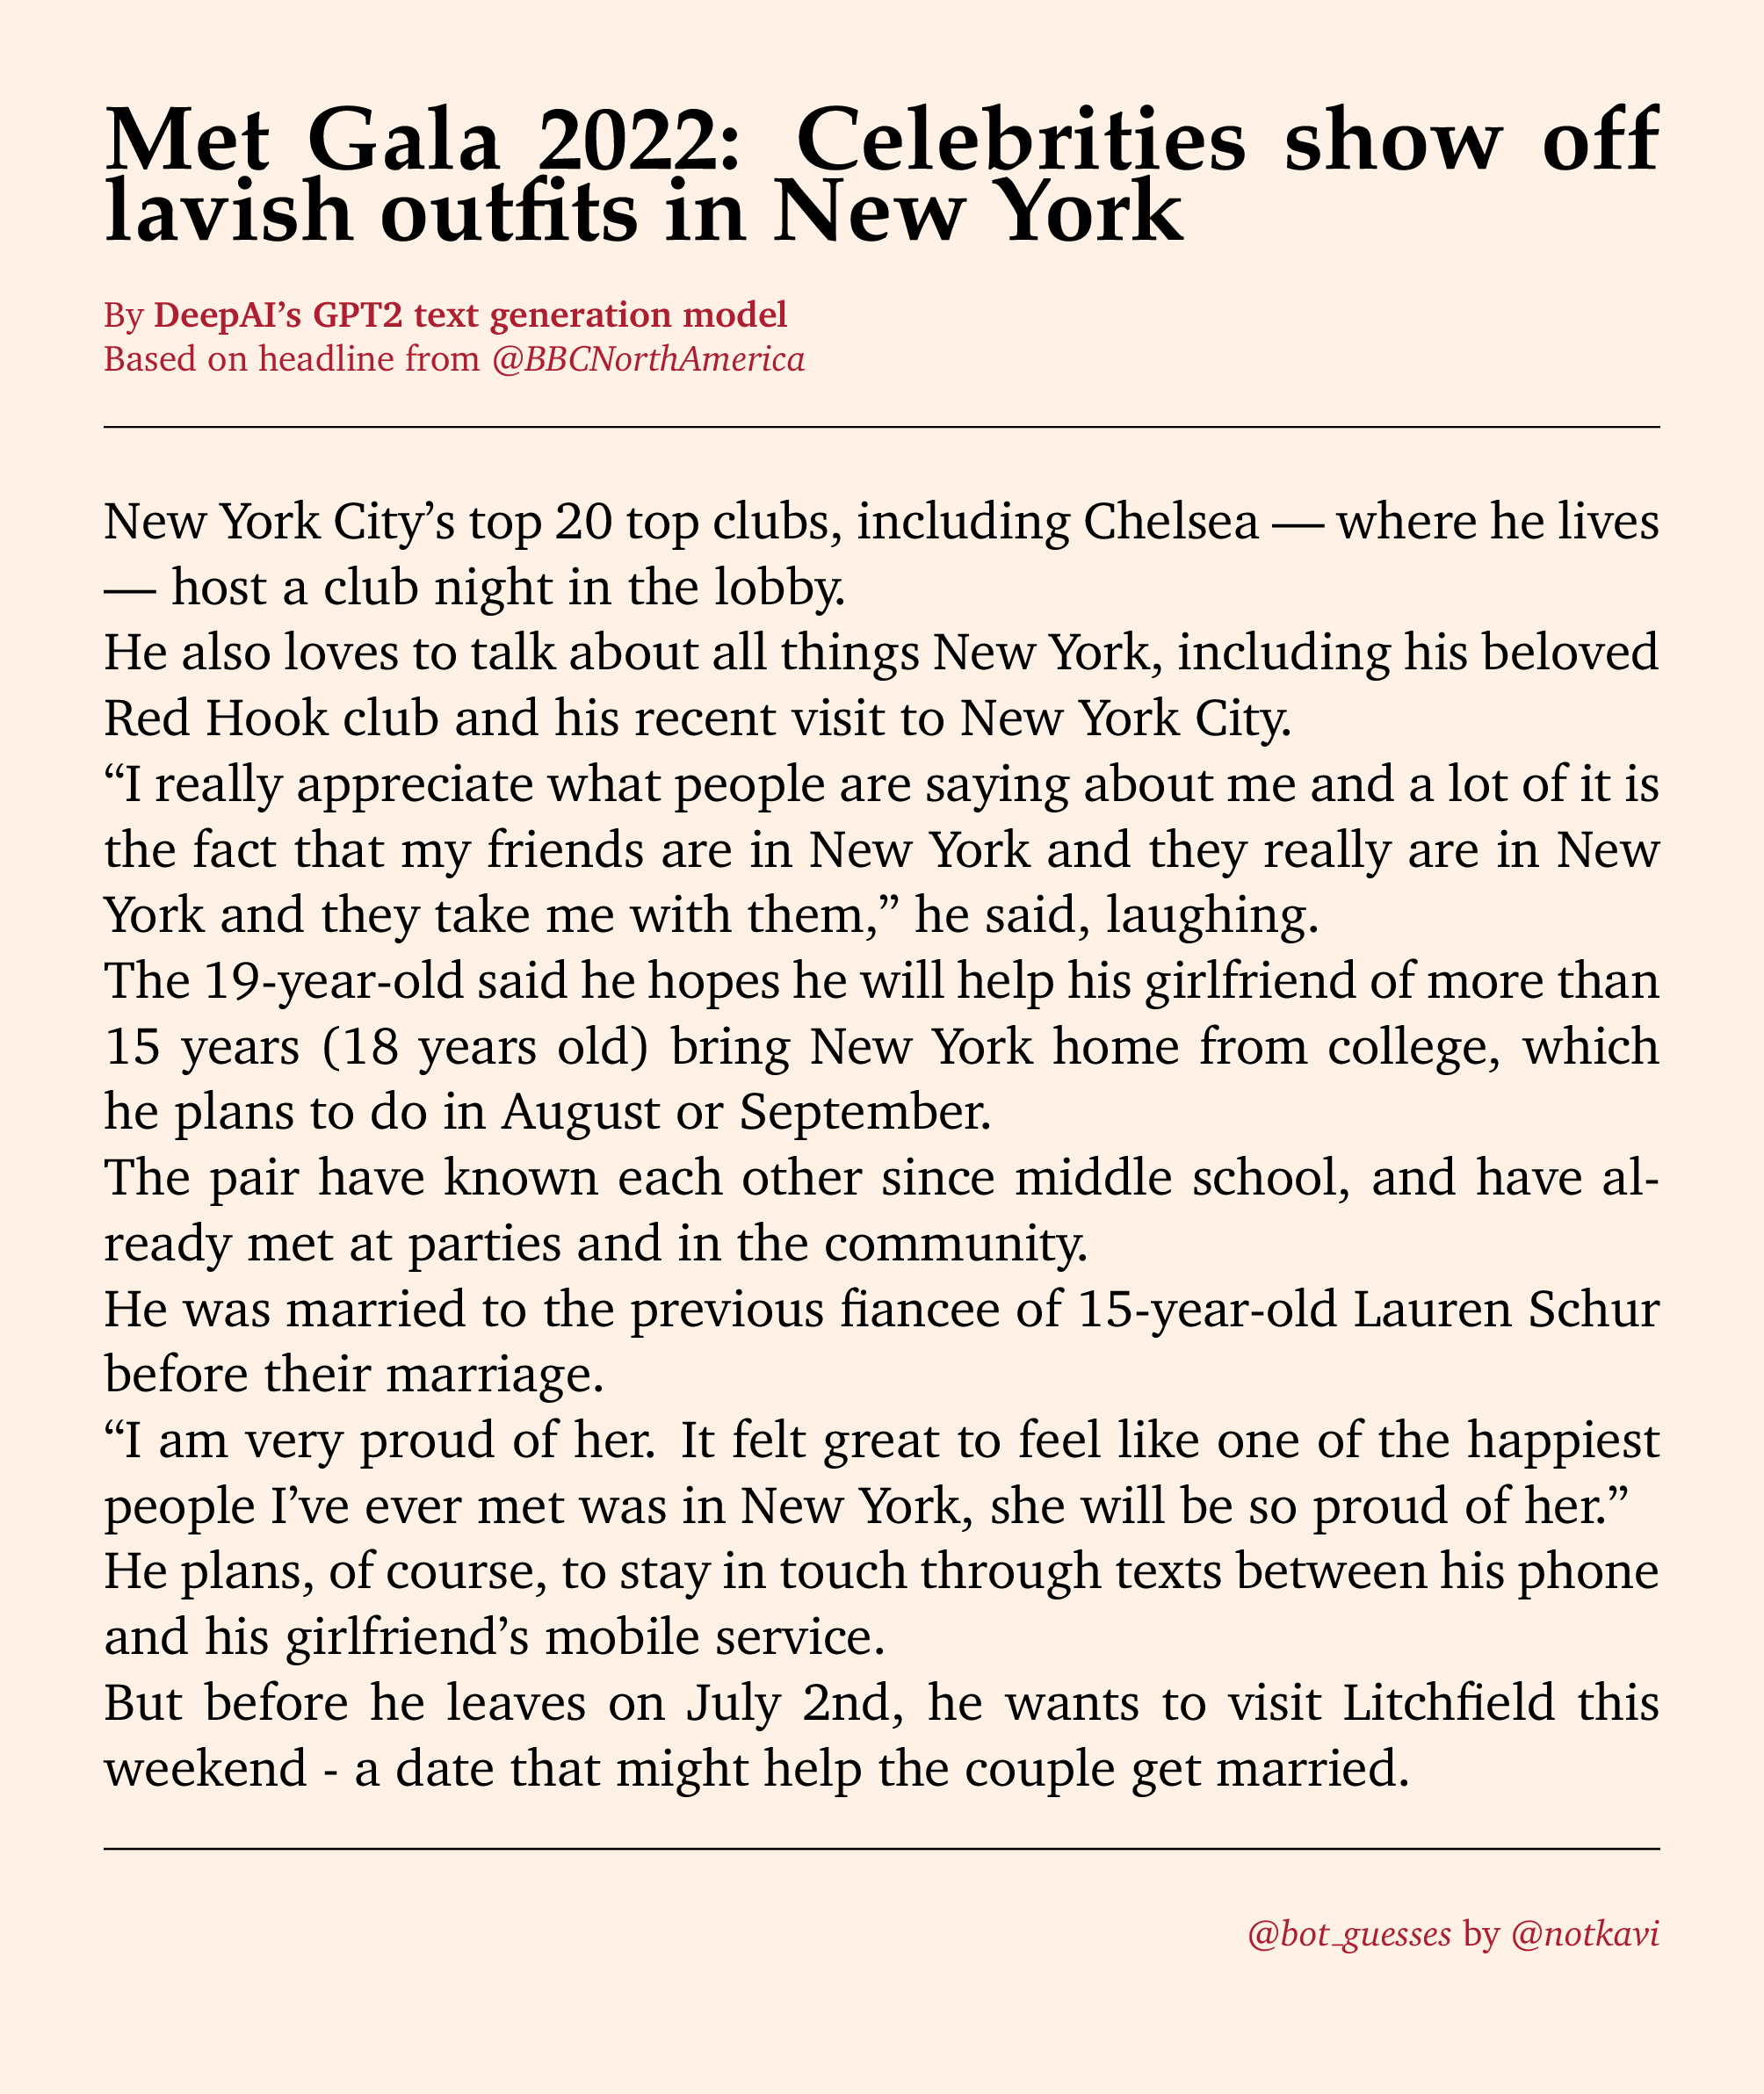 Met Gala 2022: Celebrities show off
lavish outfits in New York
By DeepAI’s GPT2 text generation model
Based on headline from @BBCNorthAmerica
New York City’s top 20 top clubs, including Chelsea — where he lives
— host a club night in the lobby.
He also loves to talk about all things New York, including his beloved
Red Hook club and his recent visit to New York City.
“I really appreciate what people are saying about me and a lot of it is
the fact that my friends are in New York and they really are in New
York and they take me with them,” he said, laughing.
The 19-year-old said he hopes he will help his girlfriend of more than
15 years (18 years old) bring New York home from college, which
he plans to do in August or September.
The pair have known each other since middle school, and have al-
ready met at parties and in the community.
He was married to the previous fiancee of 15-year-old Lauren Schur
before their marriage.
“I am very proud of her. It felt great to feel like one of the happiest
people I’ve ever met was in New York, she will be so proud of her.”
He plans, of course, to stay in touch through texts between his phone
and his girlfriend’s mobile service.
But before he leaves on July 2nd, he wants to visit Litchfield this
weekend - a date that might help the couple get married.
@bot_guesses by @notkavi